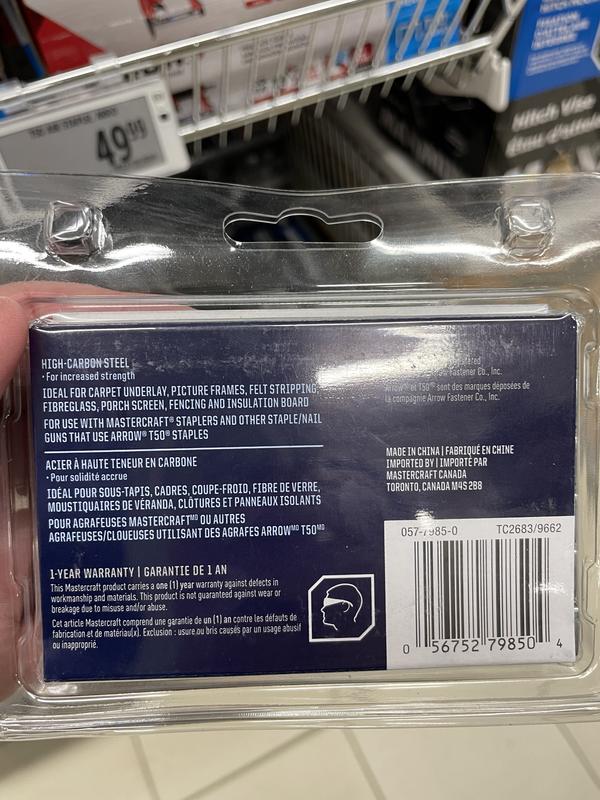 49.99
Hitch Vise
HIGH-CARBON STEEL
• For increased strength
IDEAL FOR CARPET UNDERLAY, PICTURE FRAMES, FELT STRIPPING,
FIBREGLASS, PORCH SCREEN, FENCING AND INSULATION BOARD
FOR USE WITH MASTERCRAFT® STAPLERS AND OTHER STAPLE/NAIL
GUNS THAT USE ARROW® T50® STAPLES
ACIER À HAUTE TENEUR EN CARBONE
• Pour solidité accrue
IDÉAL POUR SOUS-TAPIS, CADRES, COUPE-FROID, FIBRE DE VERRE,
MOUSTIQUAIRES DE VÉRANDA, CLÔTURES ET PANNEAUX ISOLANTS
POUR AGRAFEUSES MASTERCRAFTMD OU AUTRES
AGRAFEUSES/CLOUEUSES UTILISANT DES AGRAFES ARROWMD T50MD
1-YEAR WARRANTY | GARANTIE DE 1 AN
This Mastercraft product carries a one (1) year warranty against defects in
workmanship and materials. This product is not guaranteed against wear or
breakage due to misuse and/or abuse.
Cet article Mastercraft comprend une garantie de un (1) an contre les défauts de
fabrication et de matériau(x). Exclusion : usure ou bris causés par un usage abusif
ou inapproprié.
Arrow Fastener Co., Inc.
Arrow® et T50® sont des marques déposées de
la compagnie Arrow Fastener Co., Inc.
MADE IN CHINA | FABRIQUÉ EN CHINE
IMPORTED BY | IMPORTÉ PAR
MASTERCRAFT CANADA
TORONTO, CANADA M4S 2B8
057-7985-0 TC2683/9662
0 56752 79850 4